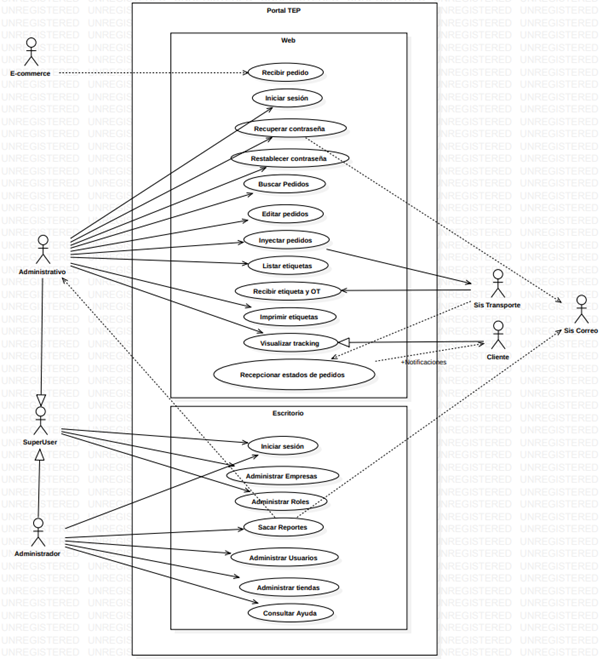 Portal TEP
Web
E-commerce
Recibir pedido
Iniciar sesión
Recuperar contraseña
Restablecer contraseña
Buscar Pedidos
Editar pedidos
Inyectar pedidos
Administrativo
Listar etiquetas
Recibir etiqueta y OT
Sis Transporte
Imprimir etiquetas
Sis Correo
Visualizar tracking
Cliente
+Notificaciones
Recepcionar estados de pedidos
Escritorio
SuperUser
Iniciar sesión
Administrar Empresas
Administrar Roles
Sacar Reportes
Administrador
Administrar Usuarios
Administrar tiendas
Consultar Ayuda
UNREGISTERED